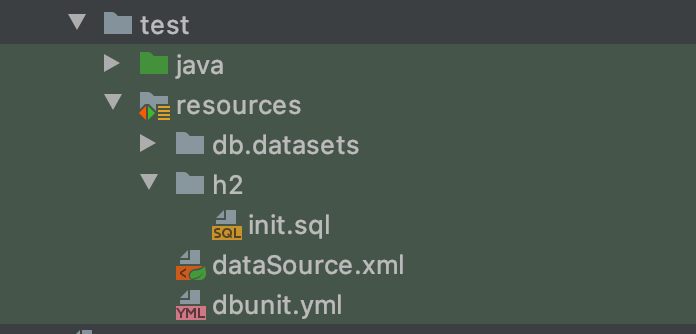 test
java
resources
db.datasets
h2
SQL init.sql
dataSource.xml
YML dbunit.yml